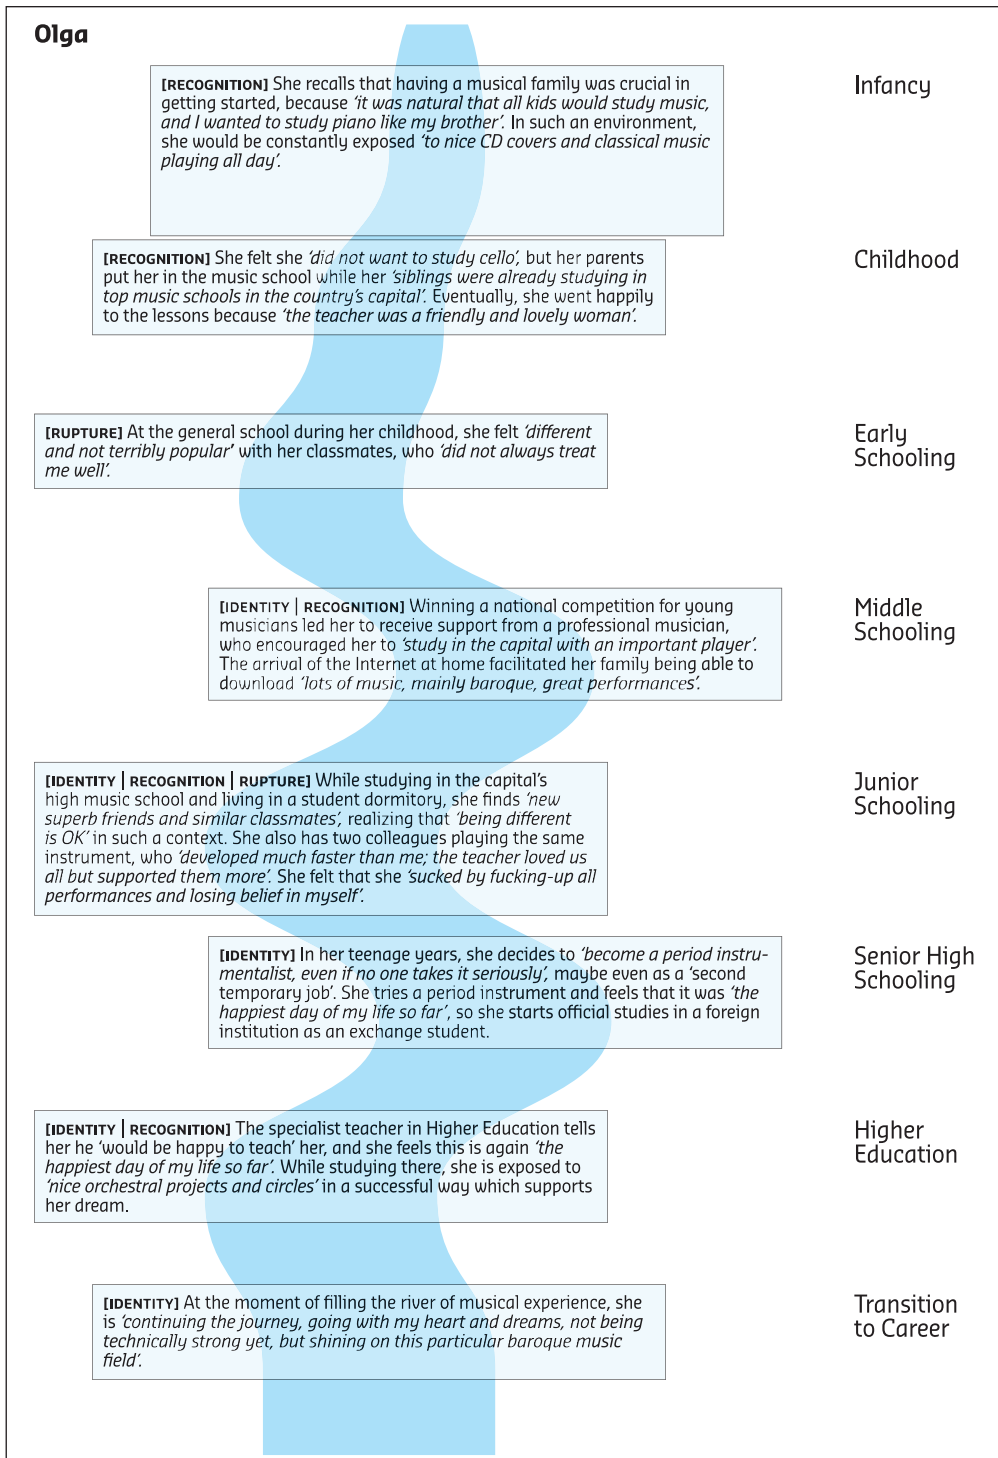 Olga
[RECOGNITION] She recalls that having a musical family was crucial in
getting started, because ‘it was natural that all kids would study music,
and I wanted to study piano like my brother’. In such an environment,
she would be constantly exposed ‘to nice CD covers and classical music
playing all day’.
Infancy
[RECOGNITION] She felt she ‘did not want to study cello’, but her parents
put her in the music school while her ‘siblings were already studying in
top music schools in the country’s capital’. Eventually, she went happily
to the lessons because ‘the teacher was a friendly and lovely woman’.
Childhood
[RUPTURE] At the general school during her childhood, she felt ‘different
and not terribly popular’ with her classmates, who ‘did not always treat
me well’.
Early
Schooling
[IDENTITY | RECOGNITION] Winning a national competition for young
musicians led her to receive support from a professional musician,
who encouraged her to ‘study in the capital with an important player’.
The arrival of the Internet at home facilitated her family being able to
download ‘lots of music, mainly baroque, great performances’.
Middle
Schooling
[IDENTITY | RECOGNITION | RUPTURE] While studying in the capital’s
high music school and living in a student dormitory, she finds ‘new
superb friends and similar classmates’, realizing that ‘being different
is OK’ in such a context. She also has two colleagues playing the same
instrument, who ‘developed much faster than me; the teacher loved us
all but supported them more’. She felt that she ‘sucked by fucking-up all
performances and losing belief in myself’.
Junior
Schooling
[IDENTITY] In her teenage years, she decides to ‘become a period instru-
mentalist, even if no one takes it seriously’, maybe even as a ‘second
temporary job’. She tries a period instrument and feels that it was ‘the
happiest day of my life so far’, so she starts official studies in a foreign
institution as an exchange student.
Senior High
Schooling
[IDENTITY | RECOGNITION] The specialist teacher in Higher Education tells
her he ‘would be happy to teach’ her, and she feels this is again ‘the
happiest day of my life so far’. While studying there, she is exposed to
‘nice orchestral projects and circles’ in a successful way which supports
her dream.
Higher
Education
[IDENTITY] At the moment of filling the river of musical experience, she
is ‘continuing the journey, going with my heart and dreams, not being
technically strong yet, but shining on this particular baroque music
field’.
Transition
to Career